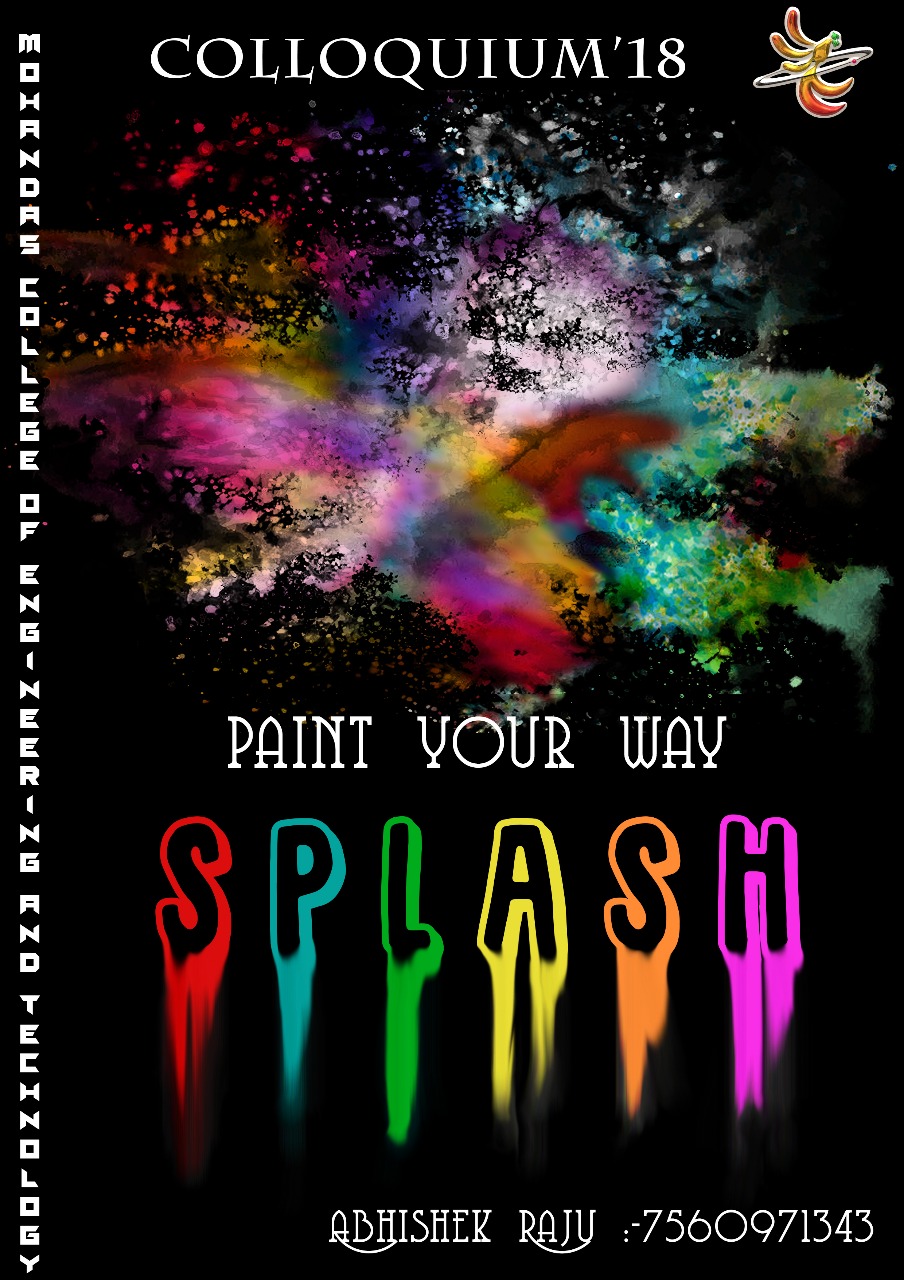 COLLOQUIUM'18
MOHANDAS COLLEGE OF ENGINEERING AND TECHNOLOGY
PAINT YOUR WAY
SPLASH
ABHISHEK RAJU :-7560971343